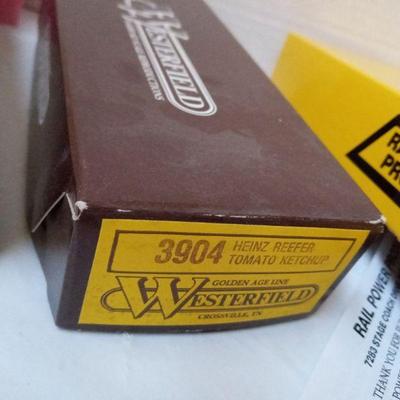 WESTERFIELD
PRODUCTIONS
3904 HEINZ REEFER
TOMATO KETCHUP
GOLDEN AGE LINE
WESTERFIELD
CROSSVILLE, TN
RAIL POWER
7283 STAGE COACH
THANK YOU FOR